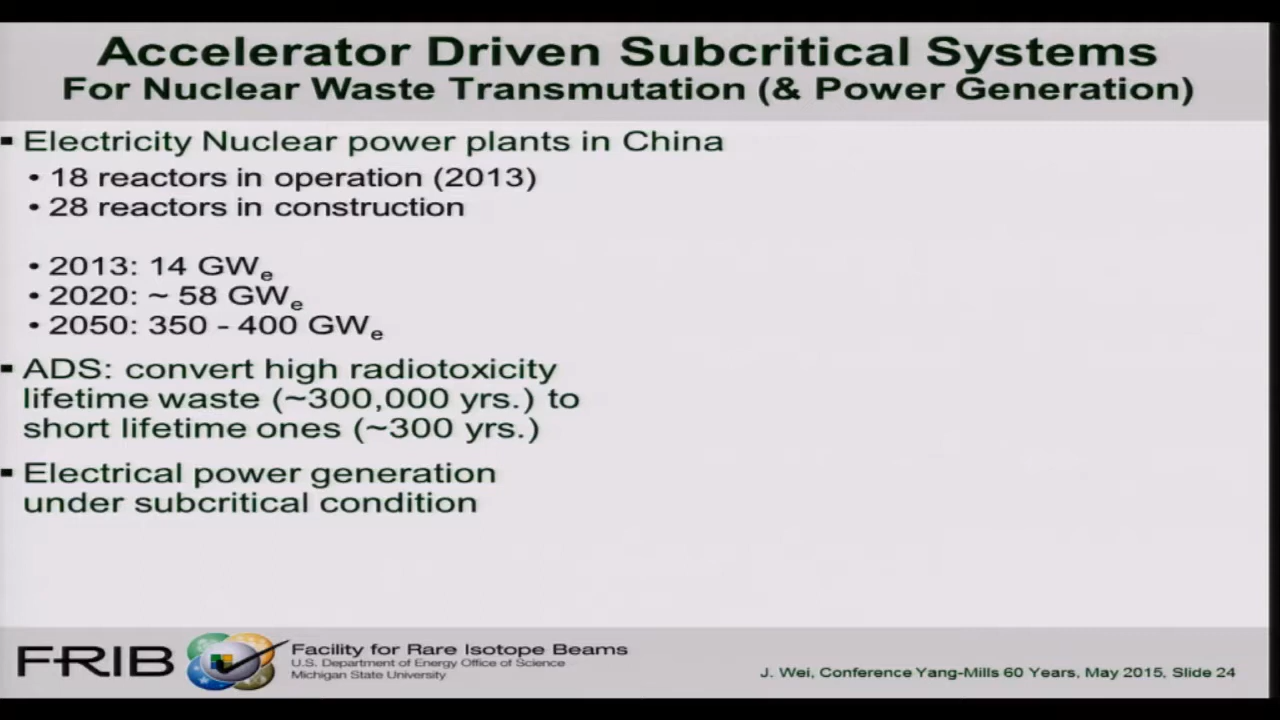 Accelerator Driven Subcritical Systems
For Nuclear Waste Transmutation (& Power Generation)
▪ Electricity Nuclear power plants in China
• 18 reactors in operation (2013)
• 28 reactors in construction
• 2013: 14 GWe
• 2020: ~ 58 GWe
• 2050: 350 - 400 GWe
▪ ADS: convert high radiotoxicity
lifetime waste (~300,000 yrs.) to
short lifetime ones (~300 yrs.)
▪ Electrical power generation
under subcritical condition
FRIB
Facility for Rare Isotope Beams
U.S. Department of Energy Office of Science
Michigan State University
J. Wei, Conference Yang-Mills 60 Years, May 2015, Slide 24